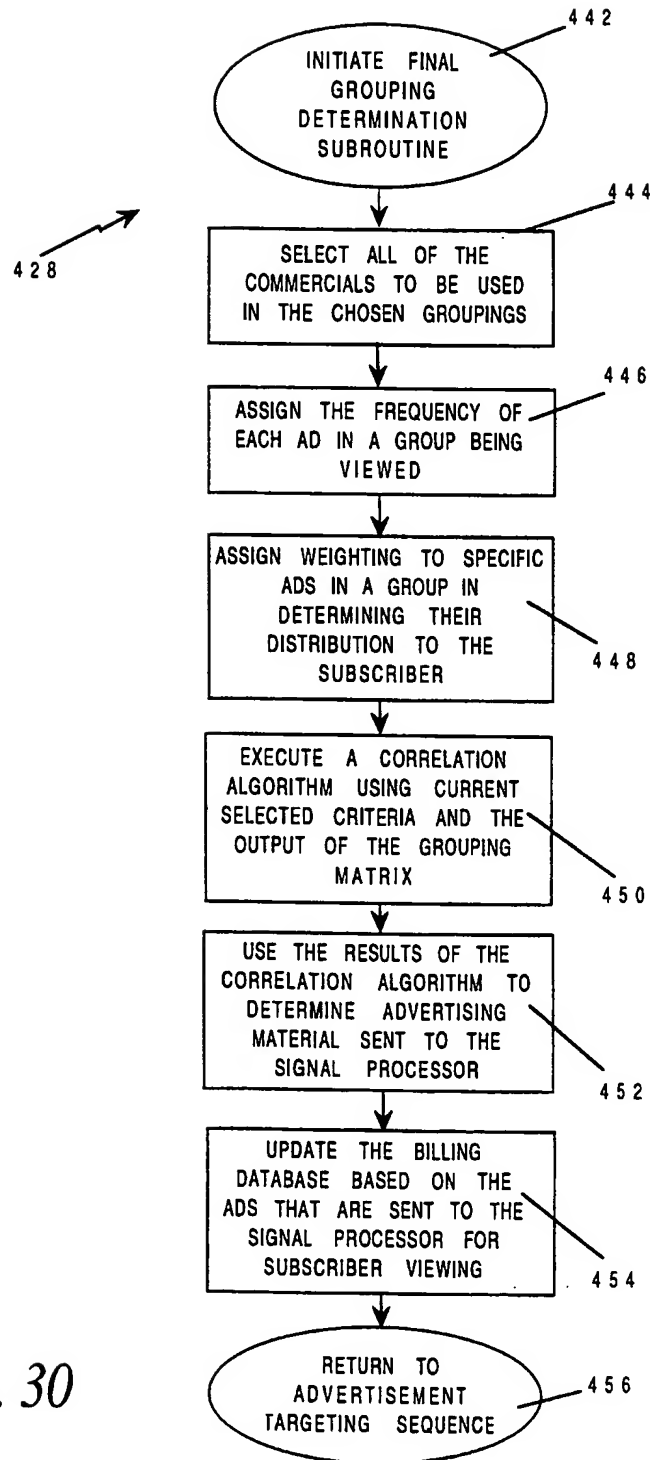 442
INITIATE FINAL
GROUPING
DETERMINATION
SUBROUTINE
428
444
SELECT ALL OF THE
COMMERCIALS TO BE USED
IN THE CHOSEN GROUPINGS
446
ASSIGN THE FREQUENCY OF
EACH AD IN A GROUP BEING
VIEWED
ASSIGN WEIGHTING TO SPECIFIC
ADS IN A GROUP IN
DETERMINING THEIR
DISTRIBUTION TO THE
SUBSCRIBER
448
EXECUTE A CORRELATION
ALGORITHM USING CURRENT
SELECTED CRITERIA AND THE
OUTPUT OF THE GROUPING
MATRIX
450
USE THE RESULTS OF THE
CORRELATION ALGORITHM TO
DETERMINE ADVERTISING
MATERIAL SENT TO THE
SIGNAL PROCESSOR
452
UPDATE THE BILLING
DATABASE BASED ON THE
ADS THAT ARE SENT TO THE
SIGNAL PROCESSOR FOR
SUBSCRIBER VIEWING
454
RETURN TO
ADVERTISEMENT
TARGETING SEQUENCE
456
. 30